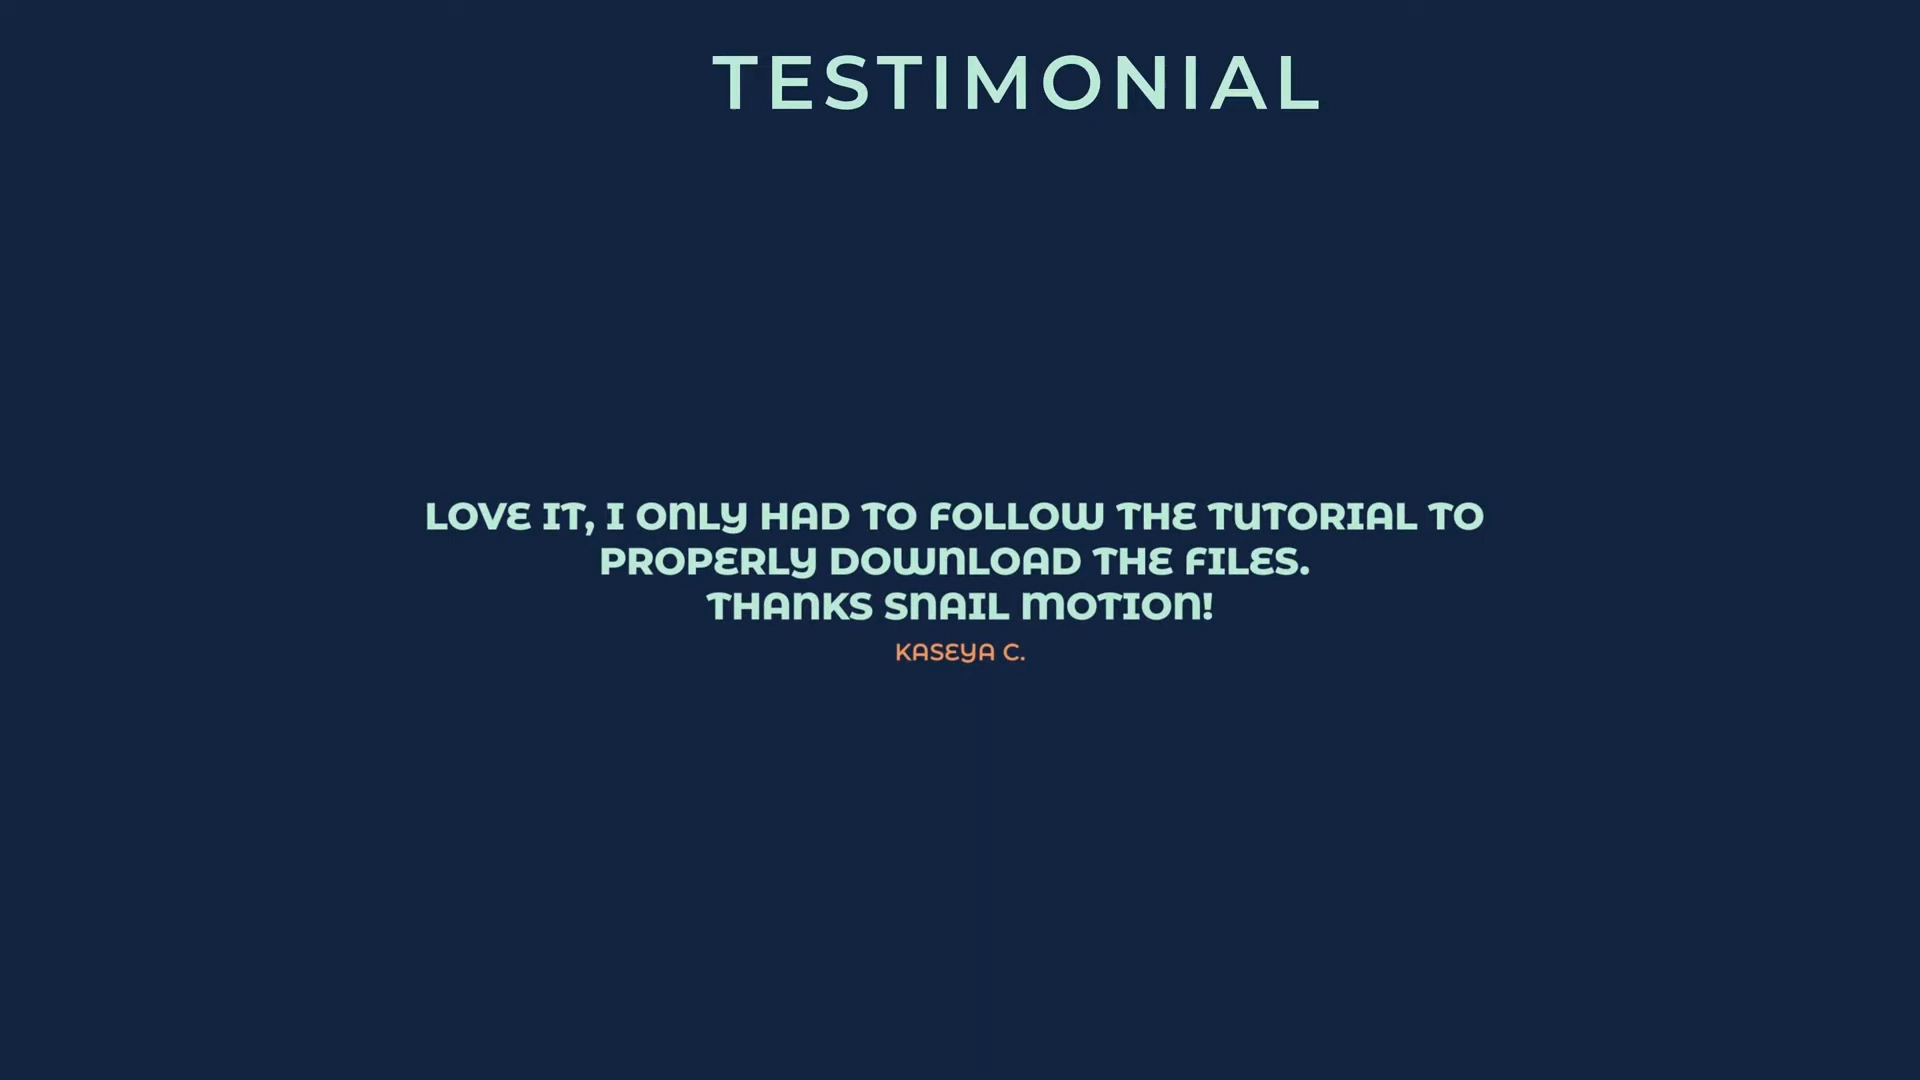 TESTIMONIAL
LOVE IT, I ONLY HAD TO FOLLOW THE TUTORIAL TO
PROPERLY DOWNLOAD THE FILES.
THANKS SNAIL MOTION!
KASEYA C.